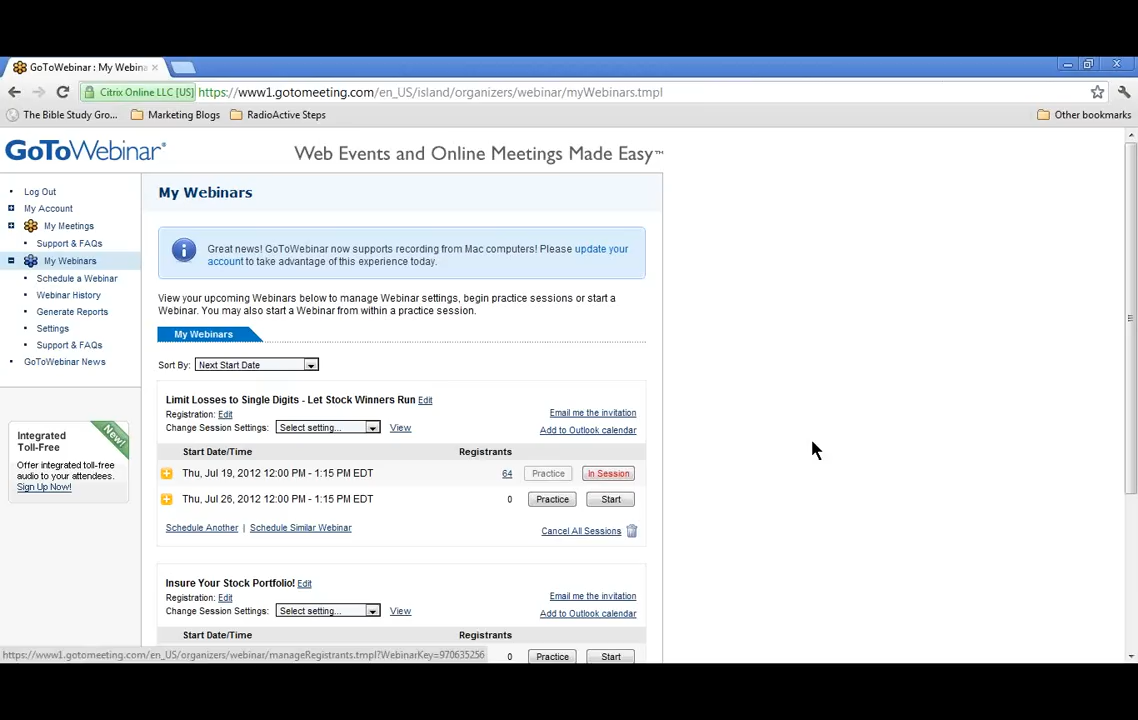 GoToWebinar : My Webina
Citrix Online LLC [US] https://www1.gotomeeting.com/en_US/island/organizers/webinar/myWebinars.tmpl
The Bible Study Gro... Marketing Blogs RadioActive Steps Other bookmarks
GoToWebinar® Web Events and Online Meetings Made Easy™
Log Out
My Account
My Meetings
Support & FAQs
My Webinars
Schedule a Webinar
Webinar History
Generate Reports
Settings
Support & FAQs
GoToWebinar News
Integrated
Toll-Free
New!
Offer integrated toll-free
audio to your attendees.
Sign Up Now!
My Webinars
Great news! GoToWebinar now supports recording from Mac computers! Please update your
account to take advantage of this experience today.
View your upcoming Webinars below to manage Webinar settings, begin practice sessions or start a
Webinar. You may also start a Webinar from within a practice session.
My Webinars
Sort By: Next Start Date
Limit Losses to Single Digits - Let Stock Winners Run Edit
Registration: Edit Email me the invitation
Change Session Settings: Select setting... View Add to Outlook calendar
Start Date/Time Registrants
Thu, Jul 19, 2012 12:00 PM - 1:15 PM EDT 64 Practice In Session
Thu, Jul 26, 2012 12:00 PM - 1:15 PM EDT 0 Practice Start
Schedule Another | Schedule Similar Webinar Cancel All Sessions
Insure Your Stock Portfolio! Edit
Registration: Edit Email me the invitation
Change Session Settings: Select setting... View Add to Outlook calendar
Start Date/Time Registrants
0 Practice Start
https://www1.gotomeeting.com/en_US/organizers/webinar/manageRegistrants.tmpl?WebinarKey=970635256